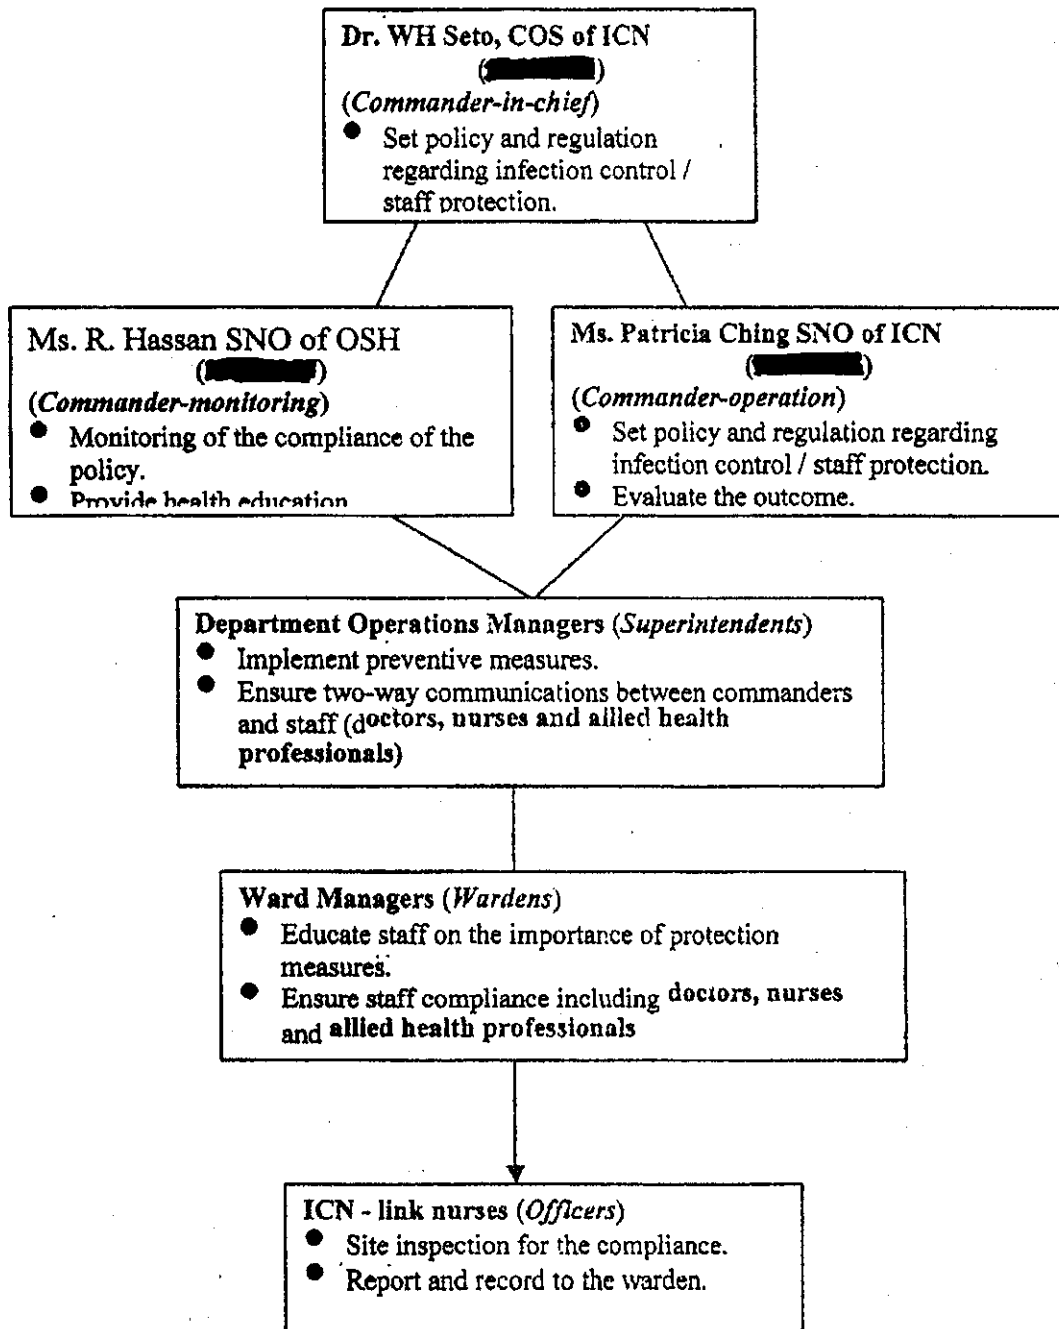 Dr. WH Seto, COS of ICN
( )
(Commander-in-chief)
● Set policy and regulation
regarding infection control /
staff protection.
Ms. R. Hassan SNO of OSH
( )
(Commander-monitoring)
● Monitoring of the compliance of the
policy.
● Provide health education
Ms. Patricia Ching SNO of ICN
( )
(Commander-operation)
● Set policy and regulation regarding
infection control / staff protection.
● Evaluate the outcome.
Department Operations Managers (Superintendents)
● Implement preventive measures.
● Ensure two-way communications between commanders
and staff (doctors, nurses and allied health
professionals)
Ward Managers (Wardens)
● Educate staff on the importance of protection
measures.
● Ensure staff compliance including doctors, nurses
and allied health professionals
ICN - link nurses (Officers)
● Site inspection for the compliance.
● Report and record to the warden.